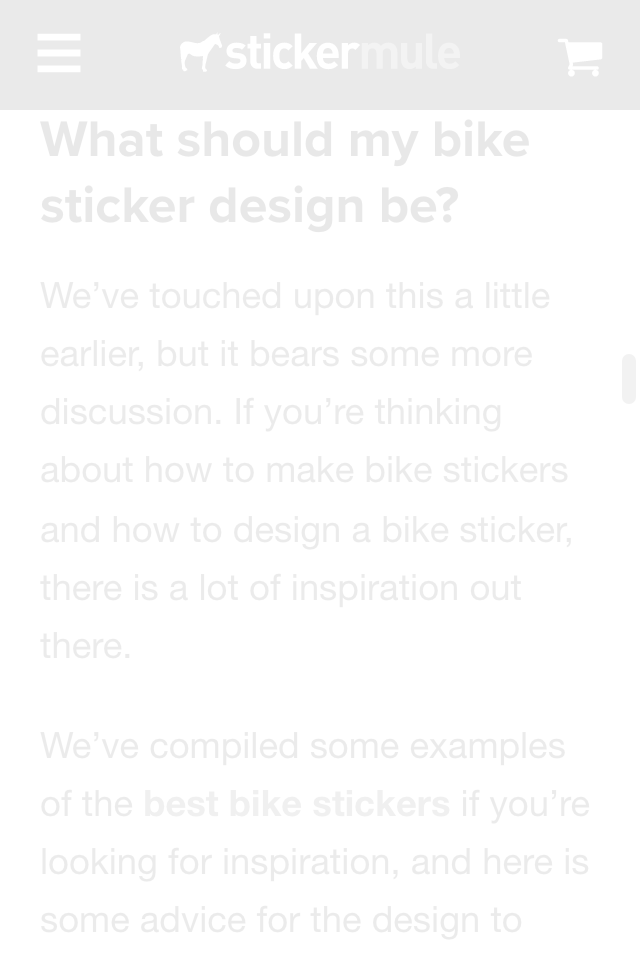 stickermule
What should my bike
sticker design be?
We’ve touched upon this a little
earlier, but it bears some more
discussion. If you’re thinking
about how to make bike stickers
and how to design a bike sticker,
there is a lot of inspiration out
there.
We’ve compiled some examples
of the best bike stickers if you’re
looking for inspiration, and here is
some advice for the design to